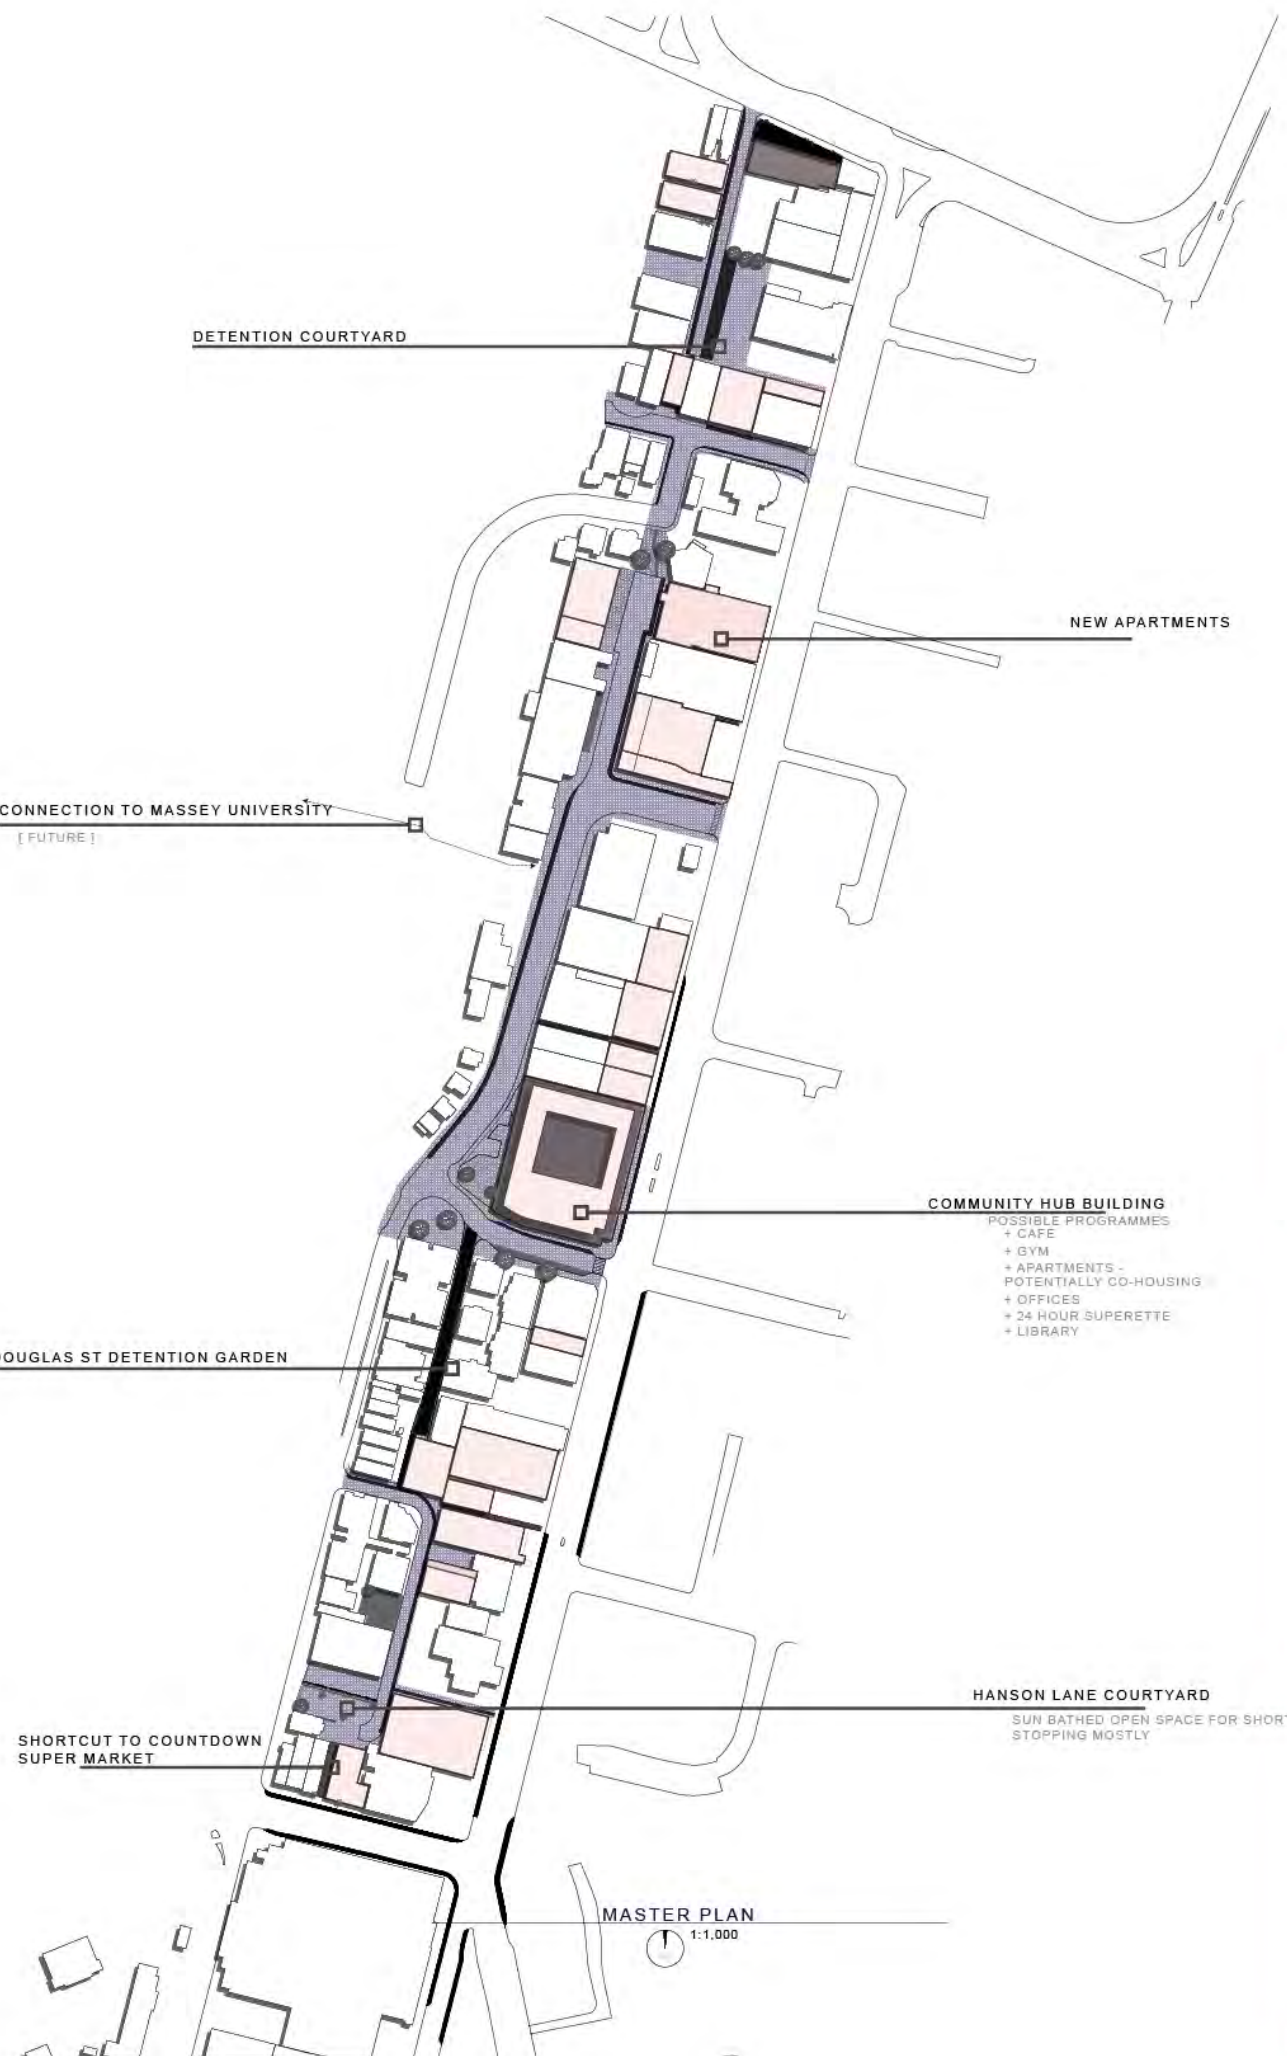 DETENTION COURTYARD
NEW APARTMENTS
CONNECTION TO MASSEY UNIVERSITY
[ FUTURE ]
COMMUNITY HUB BUILDING
POSSIBLE PROGRAMMES
+ CAFE
+ GYM
+ APARTMENTS -
POTENTIALLY CO-HOUSING
+ OFFICES
+ 24 HOUR SUPERETTE
+ LIBRARY
DOUGLAS ST DETENTION GARDEN
HANSON LANE COURTYARD
SUN BATHED OPEN SPACE FOR SHORT
STOPPING MOSTLY
SHORTCUT TO COUNTDOWN
SUPER MARKET
MASTER PLAN
1:1,000